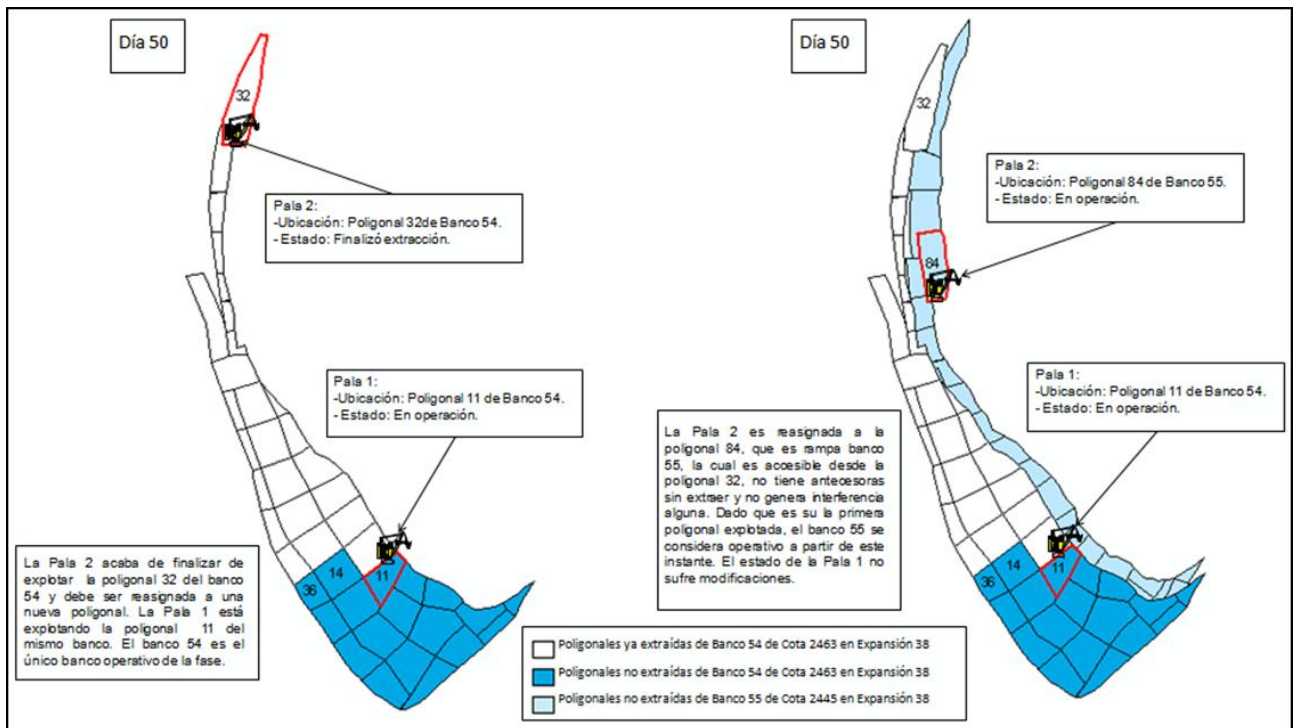 Día 50
32
Pala 2:
-Ubicación: Poligonal 32de Banco 54.
- Estado: Finalizó extracción.
Pala 1:
-Ubicación: Poligonal 11 de Banco 54.
- Estado: En operación.
14
11
36
La Pala 2 acaba de finalizar de
explotar la poligonal 32 del banco
54 y debe ser reasignada a una
nueva poligonal. La Pala 1 está
explotando la poligonal 11 del
mismo banco. El banco 54 es el
único banco operativo de la fase.
Día 50
32
Pala 2:
-Ubicación: Poligonal 84 de Banco 55.
- Estado: En operación.
84
Pala 1:
-Ubicación: Poligonal 11 de Banco 54.
- Estado: En operación.
La Pala 2 es reasignada a la
poligonal 84, que es rampa banco
55, la cual es accesible desde la
poligonal 32, no tiene antecesoras
sin extraer y no genera interferencia
alguna. Dado que es su la primera
poligonal explotada, el banco 55 se
considera operativo a partir de este
instante. El estado de la Pala 1 no
sufre modificaciones.
14
11
36
Poligonales ya extraídas de Banco 54 de Cota 2463 en Expansión 38
Poligonales no extraídas de Banco 54 de Cota 2463 en Expansión 38
Poligonales no extraídas de Banco 55 de Cota 2445 en Expansión 38